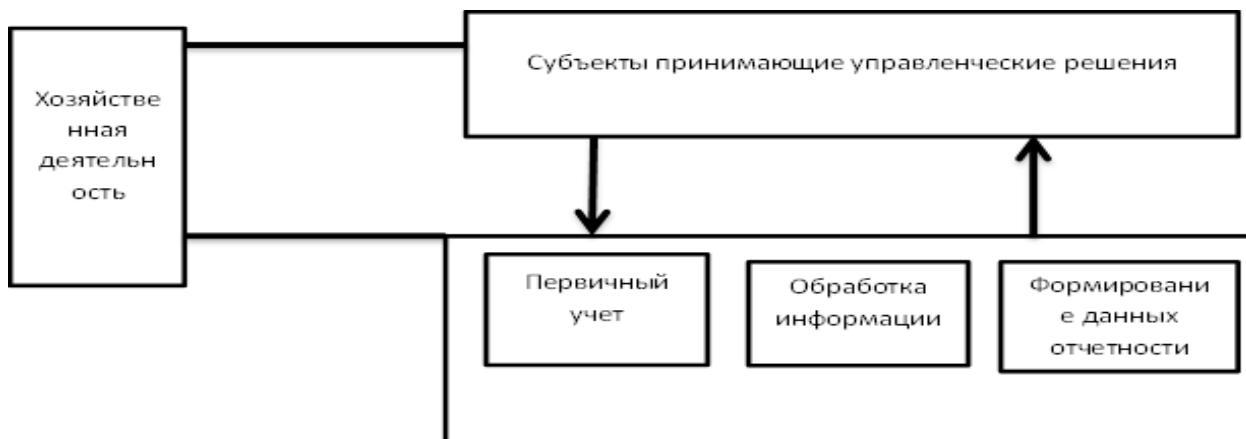 Субъекты принимающие управленческие решения
Хозяйстве
нная
деятельн
ость
Первичный
учет
Обработка
информации
Формировани
е данных
отчетности